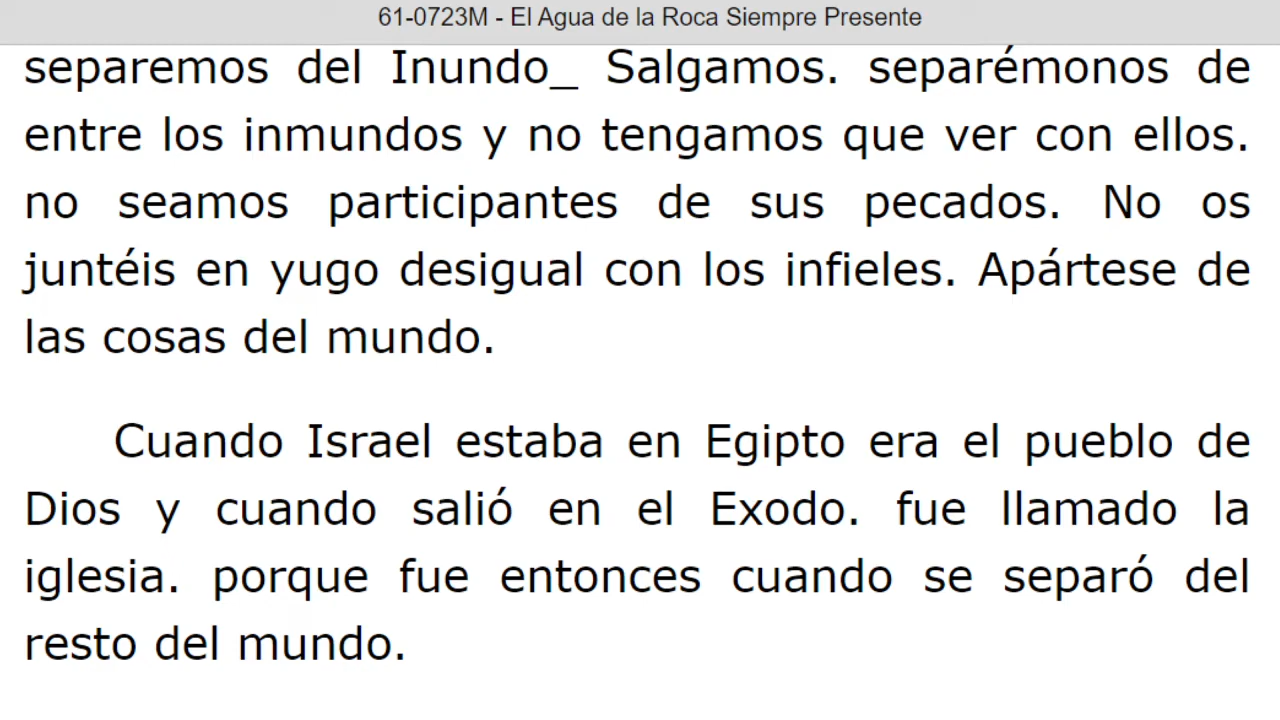 61-0723M - El Agua de la Roca Siempre Presente
separemos del Inundo_ Salgamos. separémonos de
entre los inmundos y no tengamos que ver con ellos.
no seamos participantes de sus pecados. No os
juntéis en yugo desigual con los infieles. Apártese de
las cosas del mundo.
Cuando Israel estaba en Egipto era el pueblo de
Dios y cuando salió en el Exodo. fue llamado la
iglesia. porque fue entonces cuando se separó del
resto del mundo.